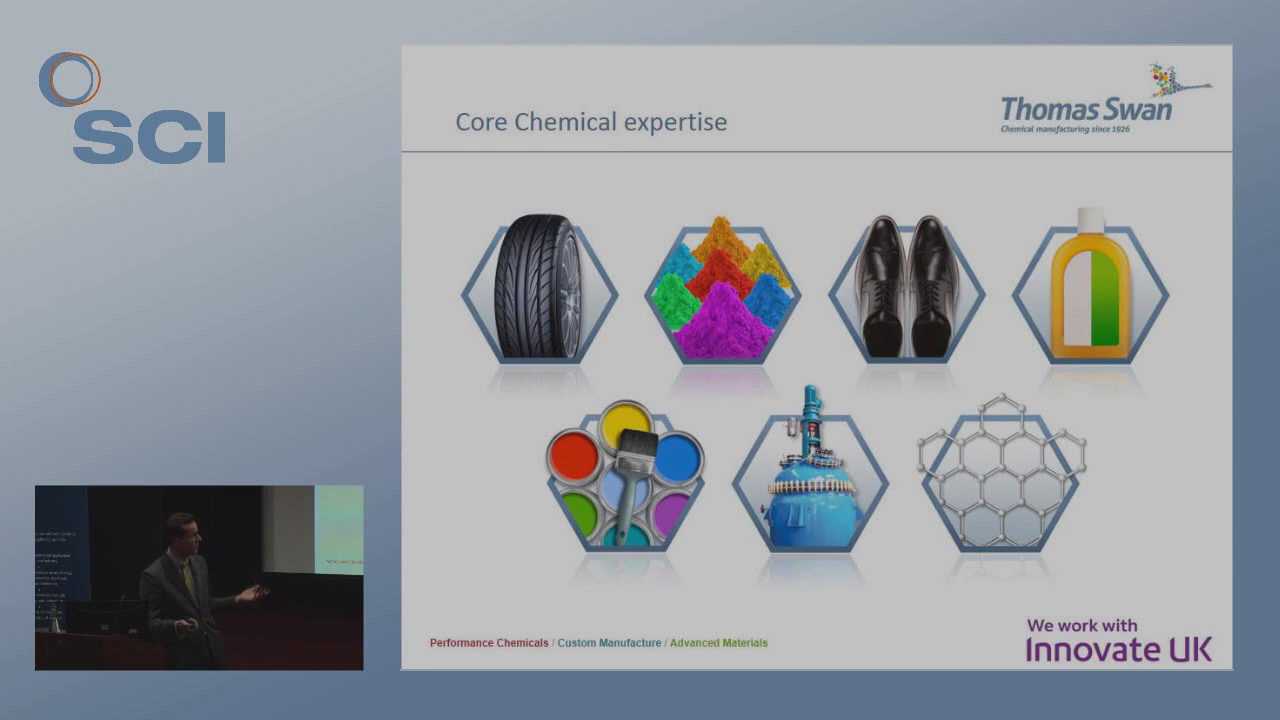 SCI
Core Chemical expertise
Thomas Swan
Chemical manufacturing since 1926
Performance Chemicals / Custom Manufacture / Advanced Materials
We work with
Innovate UK